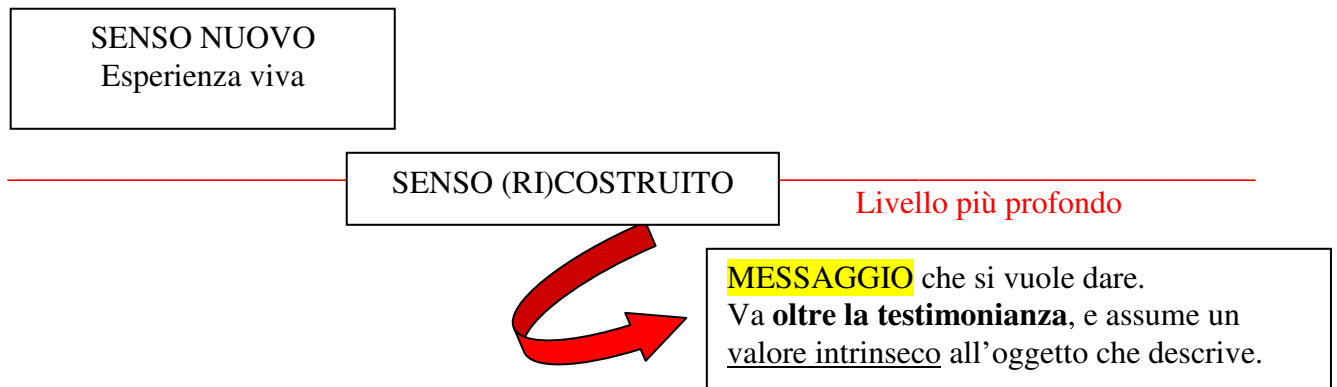 SENSO NUOVO
Esperienza viva
SENSO (RI)COSTRUITO
Livello più profondo
MESSAGGIO che si vuole dare.
Va oltre la testimonianza, e assume un
valore intrinseco all’oggetto che descrive.